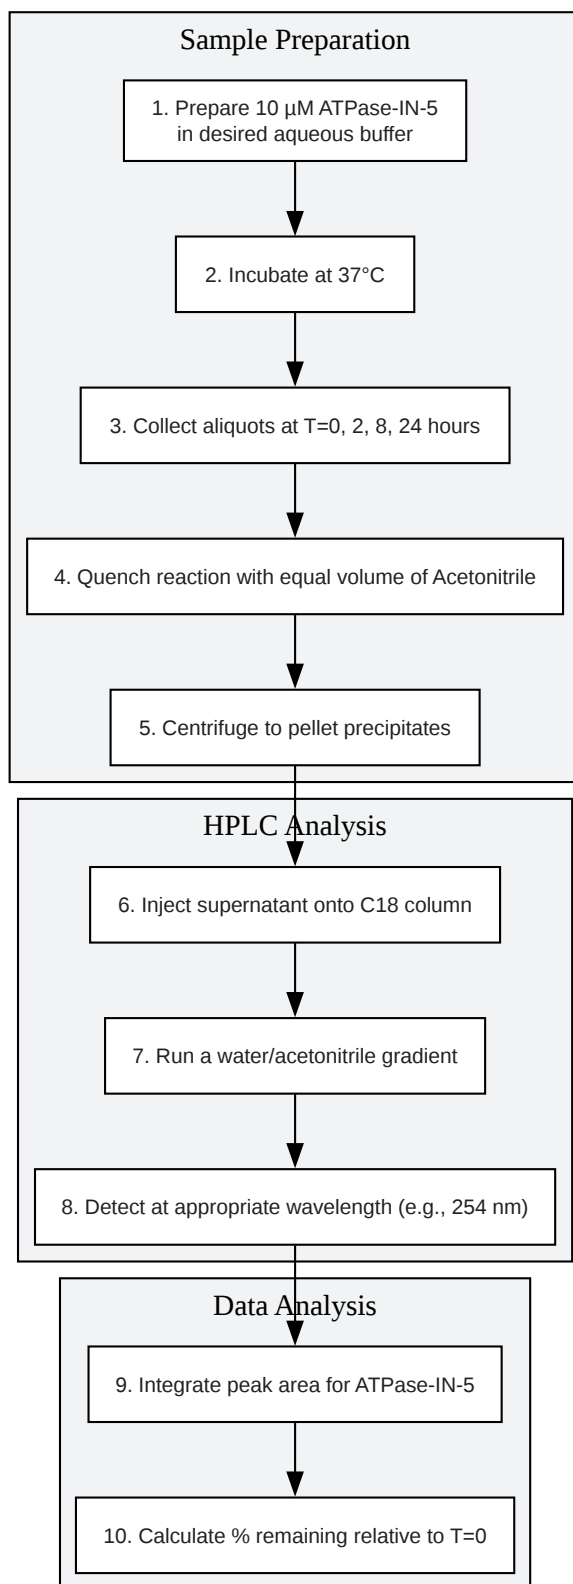 Sample Preparation
1. Prepare 10 µM ATPase-IN-5
in desired aqueous buffer
2. Incubate at 37°C
3. Collect aliquots at T=0, 2, 8, 24 hours
4. Quench reaction with equal volume of Acetonitrile
5. Centrifuge to pellet precipitates
HPLC Analysis
6. Inject supernatant onto C18 column
7. Run a water/acetonitrile gradient
8. Detect at appropriate wavelength (e.g., 254 nm)
Data Analysis
9. Integrate peak area for ATPase-IN-5
10. Calculate % remaining relative to T=0